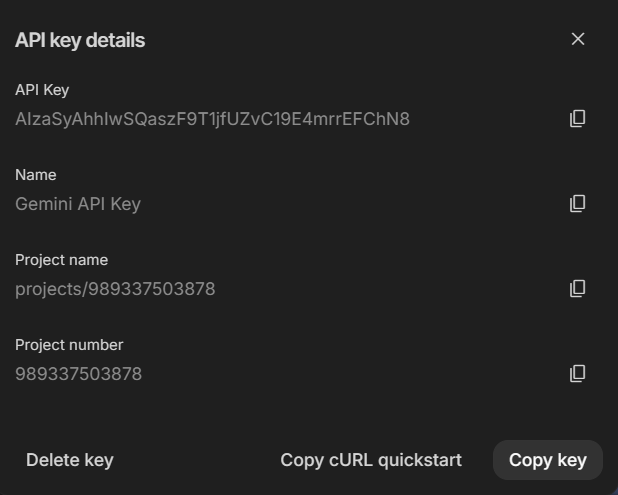 API key details
API Key
AIzaSyAhhIwSQaszF9T1jfUZvC19E4mrrEFChN8
Name
Gemini API Key
Project name
projects/989337503878
Project number
989337503878
Delete key
Copy cURL quickstart
Copy key